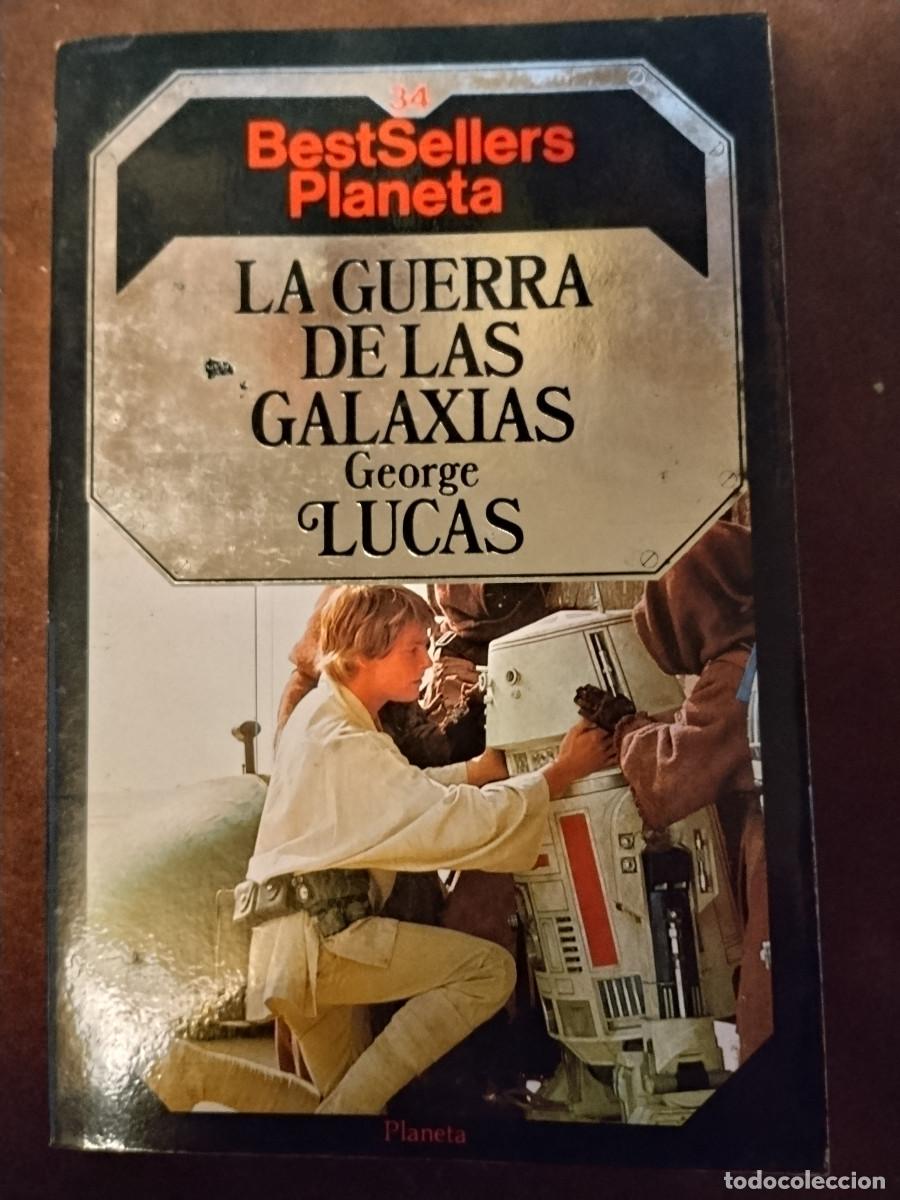 34
BestSellers
Planeta
LA GUERRA
DE LAS
GALAXIAS
George
LUCAS
Planeta
todocoleccion